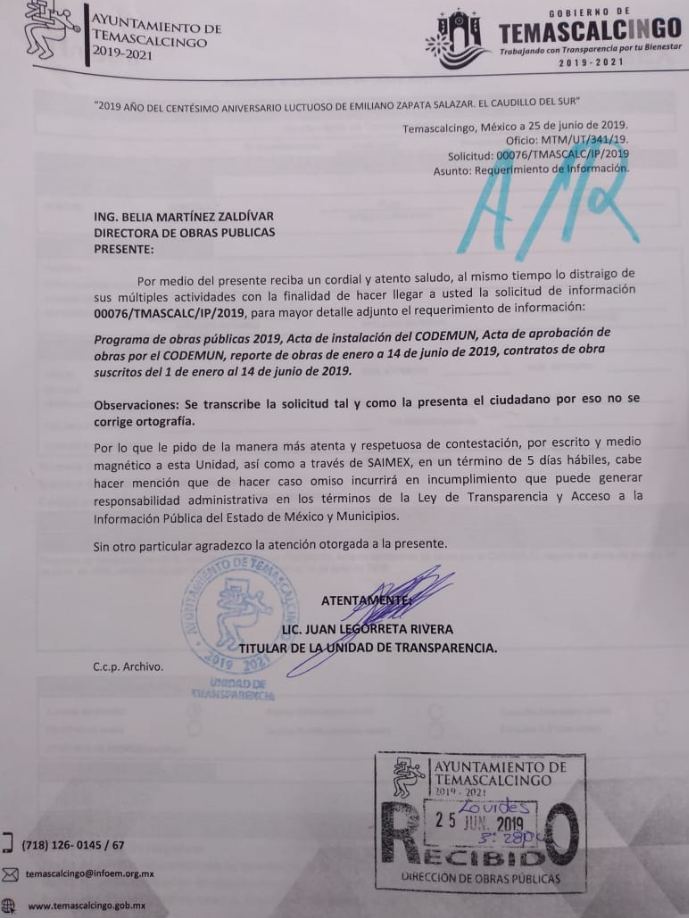 AYUNTAMIENTO DE
TEMASCALCINGO
2019-2021
GOBIERNO DE
TEMASCALCINGO
Trabajando con Transparencia por tu Bienestar
2019-2021
"2019 AÑO DEL CENTÉSIMO ANIVERSARIO LUCTUOSO DE EMILIANO ZAPATA SALAZAR. EL CAUDILLO DEL SUR"
Temascalcingo, México a 25 de junio de 2019.
Oficio: MTM/UT/341/19.
Solicitud: 00076/TMASCALC/IP/2019
Asunto: Requerimiento de Información.
ING. BELIA MARTÍNEZ ZALDÍVAR
DIRECTORA DE OBRAS PUBLICAS
PRESENTE:
Por medio del presente reciba un cordial y atento saludo, al mismo tiempo lo distraigo de
sus múltiples actividades con la finalidad de hacer llegar a usted la solicitud de información
00076/TMASCALC/IP/2019, para mayor detalle adjunto el requerimiento de información:
Programa de obras públicas 2019, Acta de instalación del CODEMUN, Acta de aprobación de
obras por el CODEMUN, reporte de obras de enero a 14 de junio de 2019, contratos de obra
suscritos del 1 de enero al 14 de junio de 2019.
Observaciones: Se transcribe la solicitud tal y como la presenta el ciudadano por eso no se
corrige ortografía.
Por lo que le pido de la manera más atenta y respetuosa de contestación, por escrito y medio
magnético a esta Unidad, así como a través de SAIMEX, en un término de 5 días hábiles, cabe
hacer mención que de hacer caso omiso incurrirá en incumplimiento que puede generar
responsabilidad administrativa en los términos de la Ley de Transparencia y Acceso a la
Información Pública del Estado de México y Municipios.
Sin otro particular agradezco la atención otorgada a la presente.
AYUNTAMIENTO DE TEMASCALCINGO
2019 2021
UNIDAD DE
TRANSPARENCIA
ATENTAMENTE:
LIC. JUAN LEGORRETA RIVERA
TITULAR DE LA UNIDAD DE TRANSPARENCIA.
C.c.p. Archivo.
AYUNTAMIENTO DE
TEMASCALCINGO
2019 - 2021
Lourdes
25 JUN. 2019
RECIBIDO
DIRECCIÓN DE OBRAS PÚBLICAS
(718) 126- 0145 / 67
temascalcingo@infoem.org.mx
www.temascalcingo.gob.mx